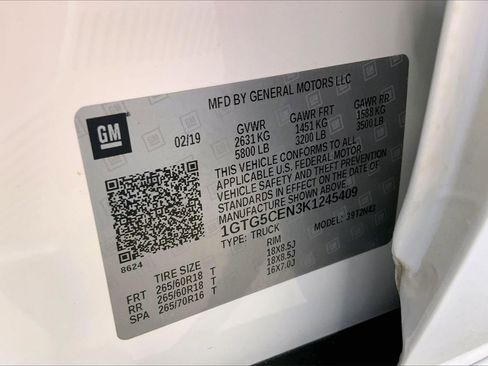 MFD BY GENERAL MOTORS LLC
GM
02/19 GVWR GAWR FRT GAWR RR
2631 KG 1451 KG 1588 KG
5800 LB 3200 LB 3500 LB
THIS VEHICLE CONFORMS TO ALL
APPLICABLE U.S. FEDERAL MOTOR
VEHICLE SAFETY AND THEFT PREVENTION
STANDARDS IN EFFECT ON THE DATE OF
MANUFACTURE SHOWN ABOVE.
1GTG5CEN3K1245409
TYPE: TRUCK MODEL:
8624
TIRE SIZE RIM
FRT 265/60R18 T 18X8.5J
RR 265/60R18 T 18X8.5J
SPA 265/70R16 T 16X7.0J